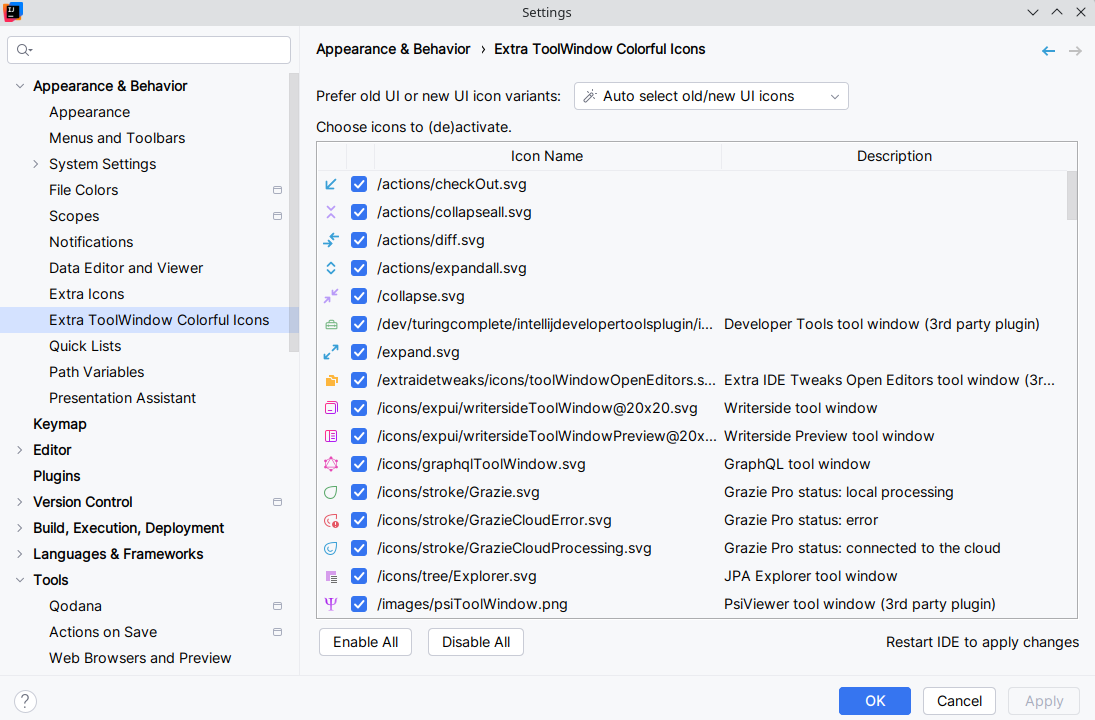 Settings
Appearance & Behavior › Extra ToolWindow Colorful Icons
Appearance & Behavior
Appearance
Menus and Toolbars
System Settings
File Colors
Scopes
Notifications
Data Editor and Viewer
Extra Icons
Extra ToolWindow Colorful Icons
Quick Lists
Path Variables
Presentation Assistant
Keymap
Editor
Plugins
Version Control
Build, Execution, Deployment
Languages & Frameworks
Tools
Qodana
Actions on Save
Web Browsers and Preview
Prefer old UI or new UI icon variants: Auto select old/new UI icons
Choose icons to (de)activate.
Icon Name Description
/actions/checkOut.svg
/actions/collapseall.svg
/actions/diff.svg
/actions/expandall.svg
/collapse.svg
/dev/turingcomplete/intellijdevelopertoolsplugin/i... Developer Tools tool window (3rd party plugin)
/expand.svg
/extraidetweaks/icons/toolWindowOpenEditors.s... Extra IDE Tweaks Open Editors tool window (3r...
/icons/expui/writersideToolWindow@20x20.svg Writerside tool window
/icons/expui/writersideToolWindowPreview@20x... Writerside Preview tool window
/icons/graphqlToolWindow.svg GraphQL tool window
/icons/stroke/Grazie.svg Grazie Pro status: local processing
/icons/stroke/GrazieCloudError.svg Grazie Pro status: error
/icons/stroke/GrazieCloudProcessing.svg Grazie Pro status: connected to the cloud
/icons/tree/Explorer.svg JPA Explorer tool window
/images/psiToolWindow.png PsiViewer tool window (3rd party plugin)
Enable All Disable All Restart IDE to apply changes
? OK Cancel Apply